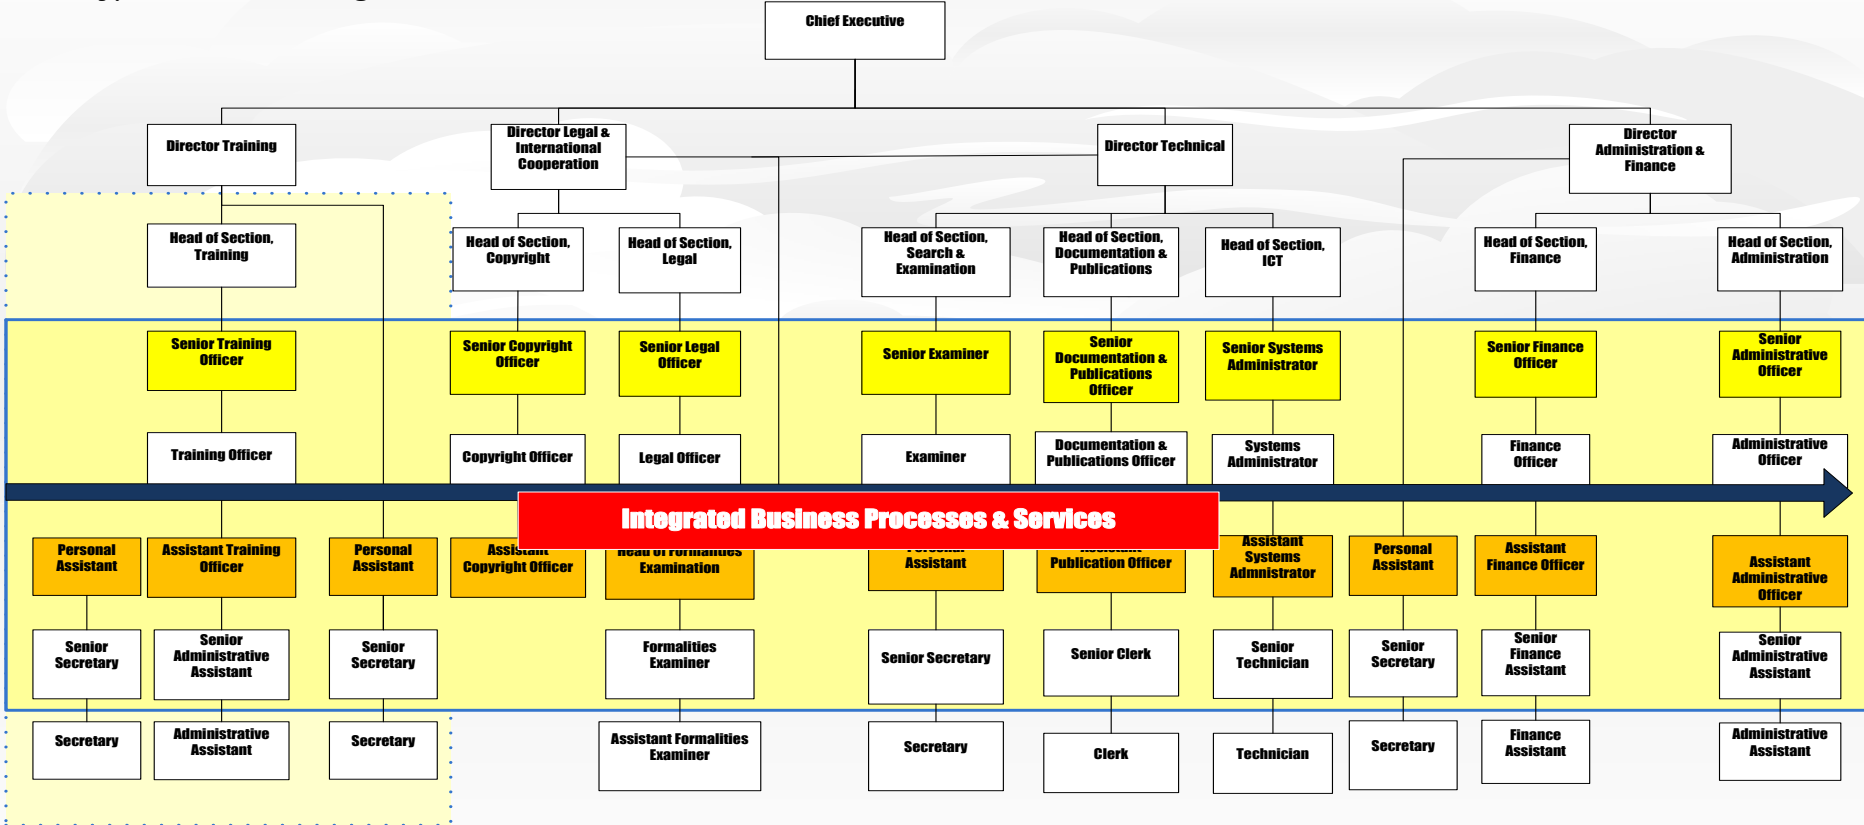 Chief Executive
Director Training
Director Legal &
International
Cooperation
Director Technical
Director
Administration &
Finance
Head of Section,
Training
Head of Section,
Copyright
Head of Section,
Legal
Head of Section,
Search &
Examination
Head of Section,
Documentation &
Publications
Head of Section,
ICT
Head of Section,
Finance
Head of Section,
Administration
Senior Training
Officer
Senior Copyright
Officer
Senior Legal
Officer
Senior Examiner
Senior
Documentation &
Publications
Officer
Senior Systems
Administrator
Senior Finance
Officer
Senior
Administrative
Officer
Training Officer
Copyright Officer
Legal Officer
Examiner
Documentation &
Publications Officer
Systems
Administrator
Finance
Officer
Administrative
Officer
Integrated Business Processes & Services
Personal
Assistant
Assistant Training
Officer
Personal
Assistant
Assistant
Copyright Officer
Head of Formalities
Examination
Personal
Assistant
Assistant
Publication Officer
Assistant
Systems
Admnistrator
Personal
Assistant
Assistant
Finance Officer
Assistant
Administrative
Officer
Senior
Secretary
Senior
Administrative
Assistant
Senior
Secretary
Formalities
Examiner
Senior Secretary
Senior Clerk
Senior
Technician
Senior
Secretary
Senior
Finance
Assistant
Senior
Administrative
Assistant
Secretary
Administrative
Assistant
Secretary
Assistant Formalities
Examiner
Secretary
Clerk
Technician
Secretary
Finance
Assistant
Administrative
Assistant